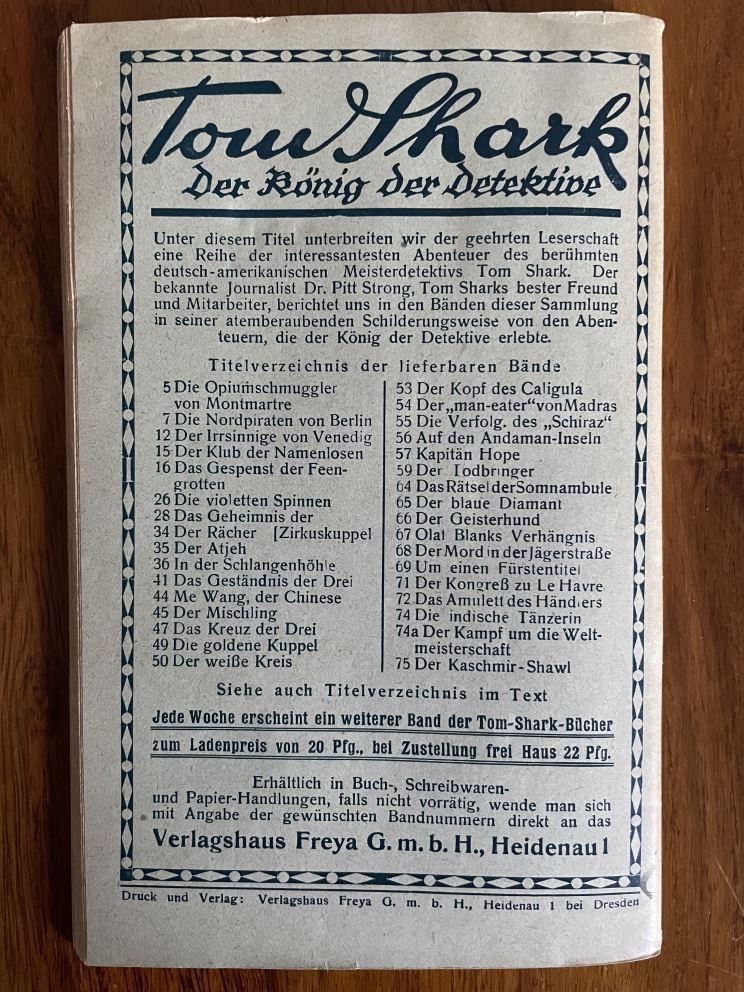 Tom Shark
Der König der Detektive
Unter diesem Titel unterbreiten wir der geehrten Leserschaft
eine Reihe der interessantesten Abenteuer des berühmten
deutsch-amerikanischen Meisterdetektivs Tom Shark. Der
bekannte Journalist Dr. Pitt Strong, Tom Sharks bester Freund
und Mitarbeiter, berichtet uns in den Bänden dieser Sammlung
in seiner atemberaubenden Schilderungsweise von den Aben-
teuern, die der König der Detektive erlebte.
Titelverzeichnis der lieferbaren Bände
5 Die Opiumschmuggler
von Montmartre
7 Die Nordpiraten von Berlin
12 Der Irrsinnige von Venedig
15 Der Klub der Namenlosen
16 Das Gespenst der Feen-
grotten
26 Die violetten Spinnen
28 Das Geheimnis der
34 Der Rächer [Zirkuskuppel
35 Der Atjeh
36 In der Schlangenhöhle
41 Das Geständnis der Drei
44 Me Wang, der Chinese
45 Der Mischling
47 Das Kreuz der Drei
49 Die goldene Kuppel
50 Der weiße Kreis
53 Der Kopf des Caligula
54 Der „man-eater“ von Madras
55 Die Verfolg. des „Schiraz“
56 Auf den Andaman-Inseln
57 Kapitän Hope
59 Der Todbringer
64 Das Rätsel der Somnambule
65 Der blaue Diamant
66 Der Geisterhund
67 Olaf Blanks Verhängnis
68 Der Mord in der Jägerstraße
69 Um einen Fürstentitel
71 Der Kongreß zu Le Havre
72 Das Amulett des Händlers
74 Die indische Tänzerin
74a Der Kampf um die Welt-
meisterschaft
75 Der Kaschmir-Shawl
Siehe auch Titelverzeichnis im Text
Jede Woche erscheint ein weiterer Band der Tom-Shark-Bücher
zum Ladenpreis von 20 Pfg., bei Zustellung frei Haus 22 Pfg.
Erhältlich in Buch-, Schreibwaren-
und Papier-Handlungen, falls nicht vorrätig, wende man sich
mit Angabe der gewünschten Bandnummern direkt an das
Verlagshaus Freya G. m. b. H., Heidenau 1
Druck und Verlag: Verlagshaus Freya G. m. b. H., Heidenau 1 bei Dresden